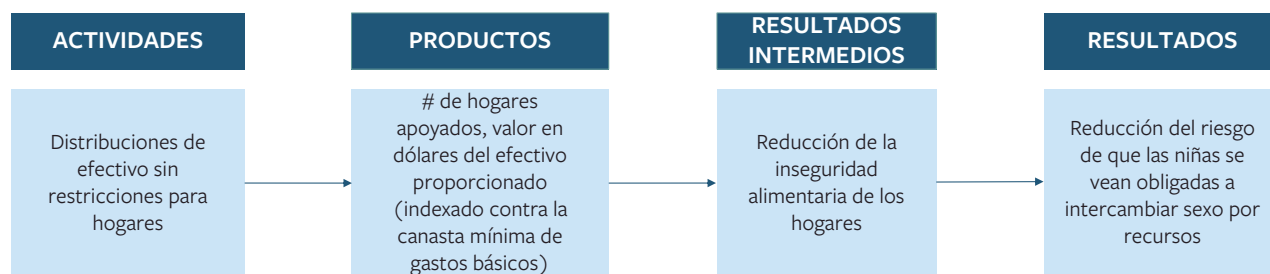 ACTIVIDADES
PRODUCTOS
RESULTADOS
INTERMEDIOS
RESULTADOS
Distribuciones de
efectivo sin
restricciones para
hogares
# de hogares
apoyados, valor en
dólares del efectivo
proporcionado
(indexado contra la
canasta mínima de
gastos básicos)
Reducción de la
inseguridad
alimentaria de los
hogares
Reducción del riesgo
de que las niñas se
vean obligadas a
intercambiar sexo por
recursos